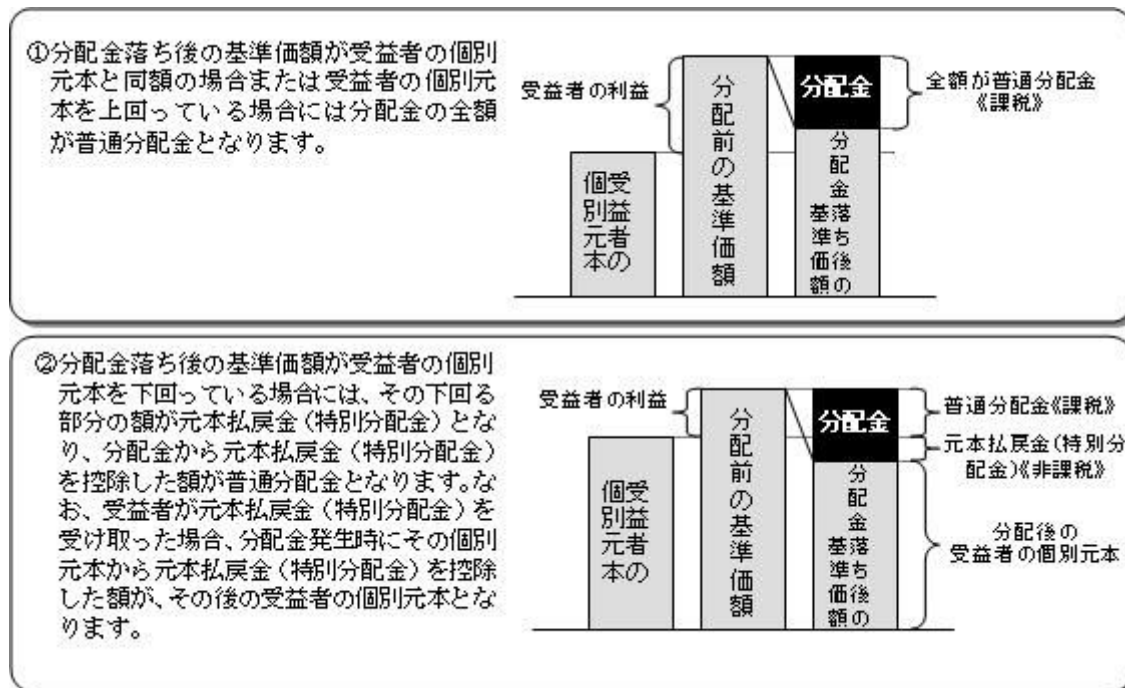 ①分配金落ち後の基準価額が受益者の個別
元本と同額の場合または受益者の個別元
本を上回っている場合には分配金の全額
が普通分配金となります。
受益者の利益
個別元本
受益者の
分配前の基準価額
分配金
分配金
基準価額
落ち後の
全額が普通分配金
《課税》
②分配金落ち後の基準価額が受益者の個別
元本を下回っている場合には、その下回る
部分の額が元本払戻金(特別分配金)とな
り、分配金から元本払戻金(特別分配金)
を控除した額が普通分配金となります。な
お、受益者が元本払戻金(特別分配金)を
受け取った場合、分配金発生時にその個別
元本から元本払戻金(特別分配金)を控除
した額が、その後の受益者の個別元本とな
ります。
受益者の利益
個別元本
受益者の
分配前の基準価額
分配金
分配金
基準価額
落ち後の
普通分配金《課税》
元本払戻金(特別分
配金)《非課税》
分配後の
受益者の個別元本